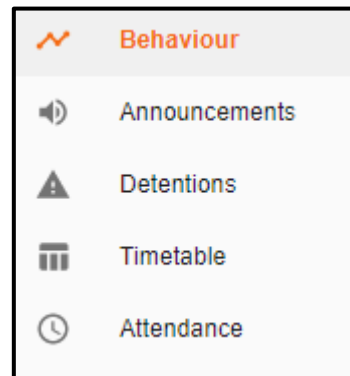 Behaviour
Announcements
Detentions
Timetable
Attendance